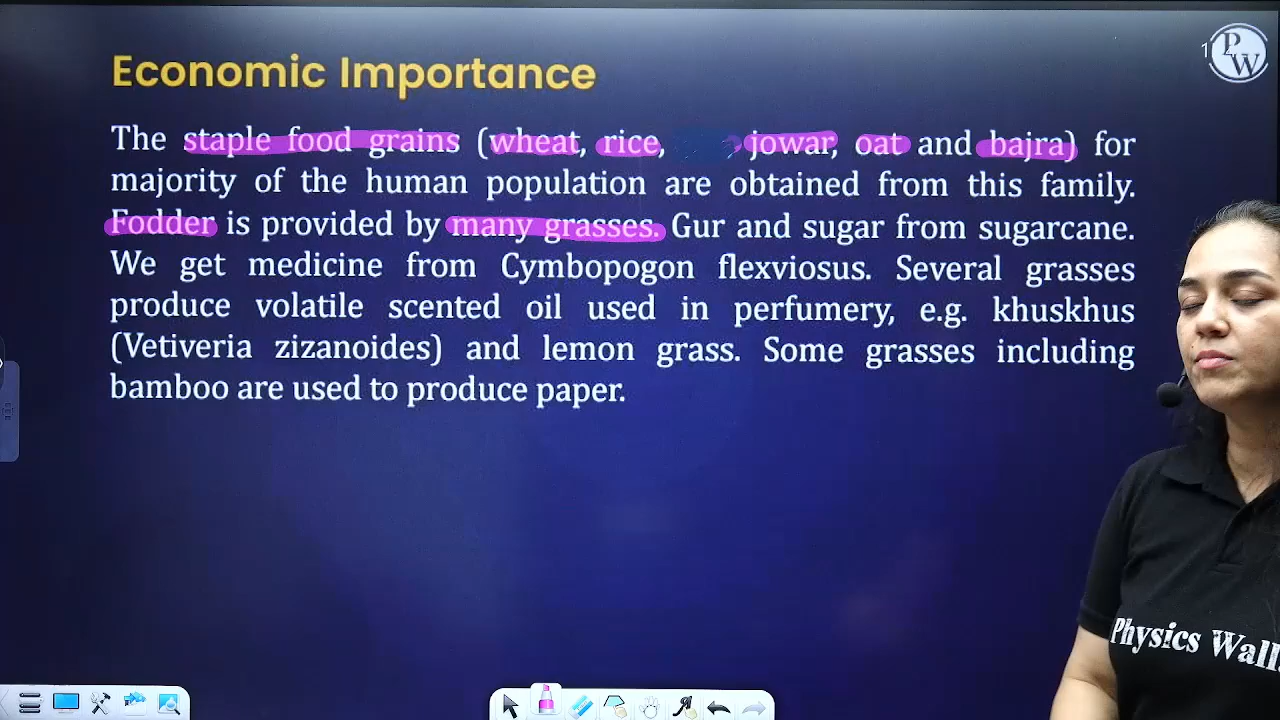 Economic Importance
1
PW
The staple food grains (wheat, rice, jowar, oat and bajra) for
majority of the human population are obtained from this family.
Fodder is provided by many grasses. Gur and sugar from sugarcane.
We get medicine from Cymbopogon flexviosus. Several grasses
produce volatile scented oil used in perfumery, e.g. khuskhus
(Vetiveria zizanoides) and lemon grass. Some grasses including
bamboo are used to produce paper.
Physics Wall